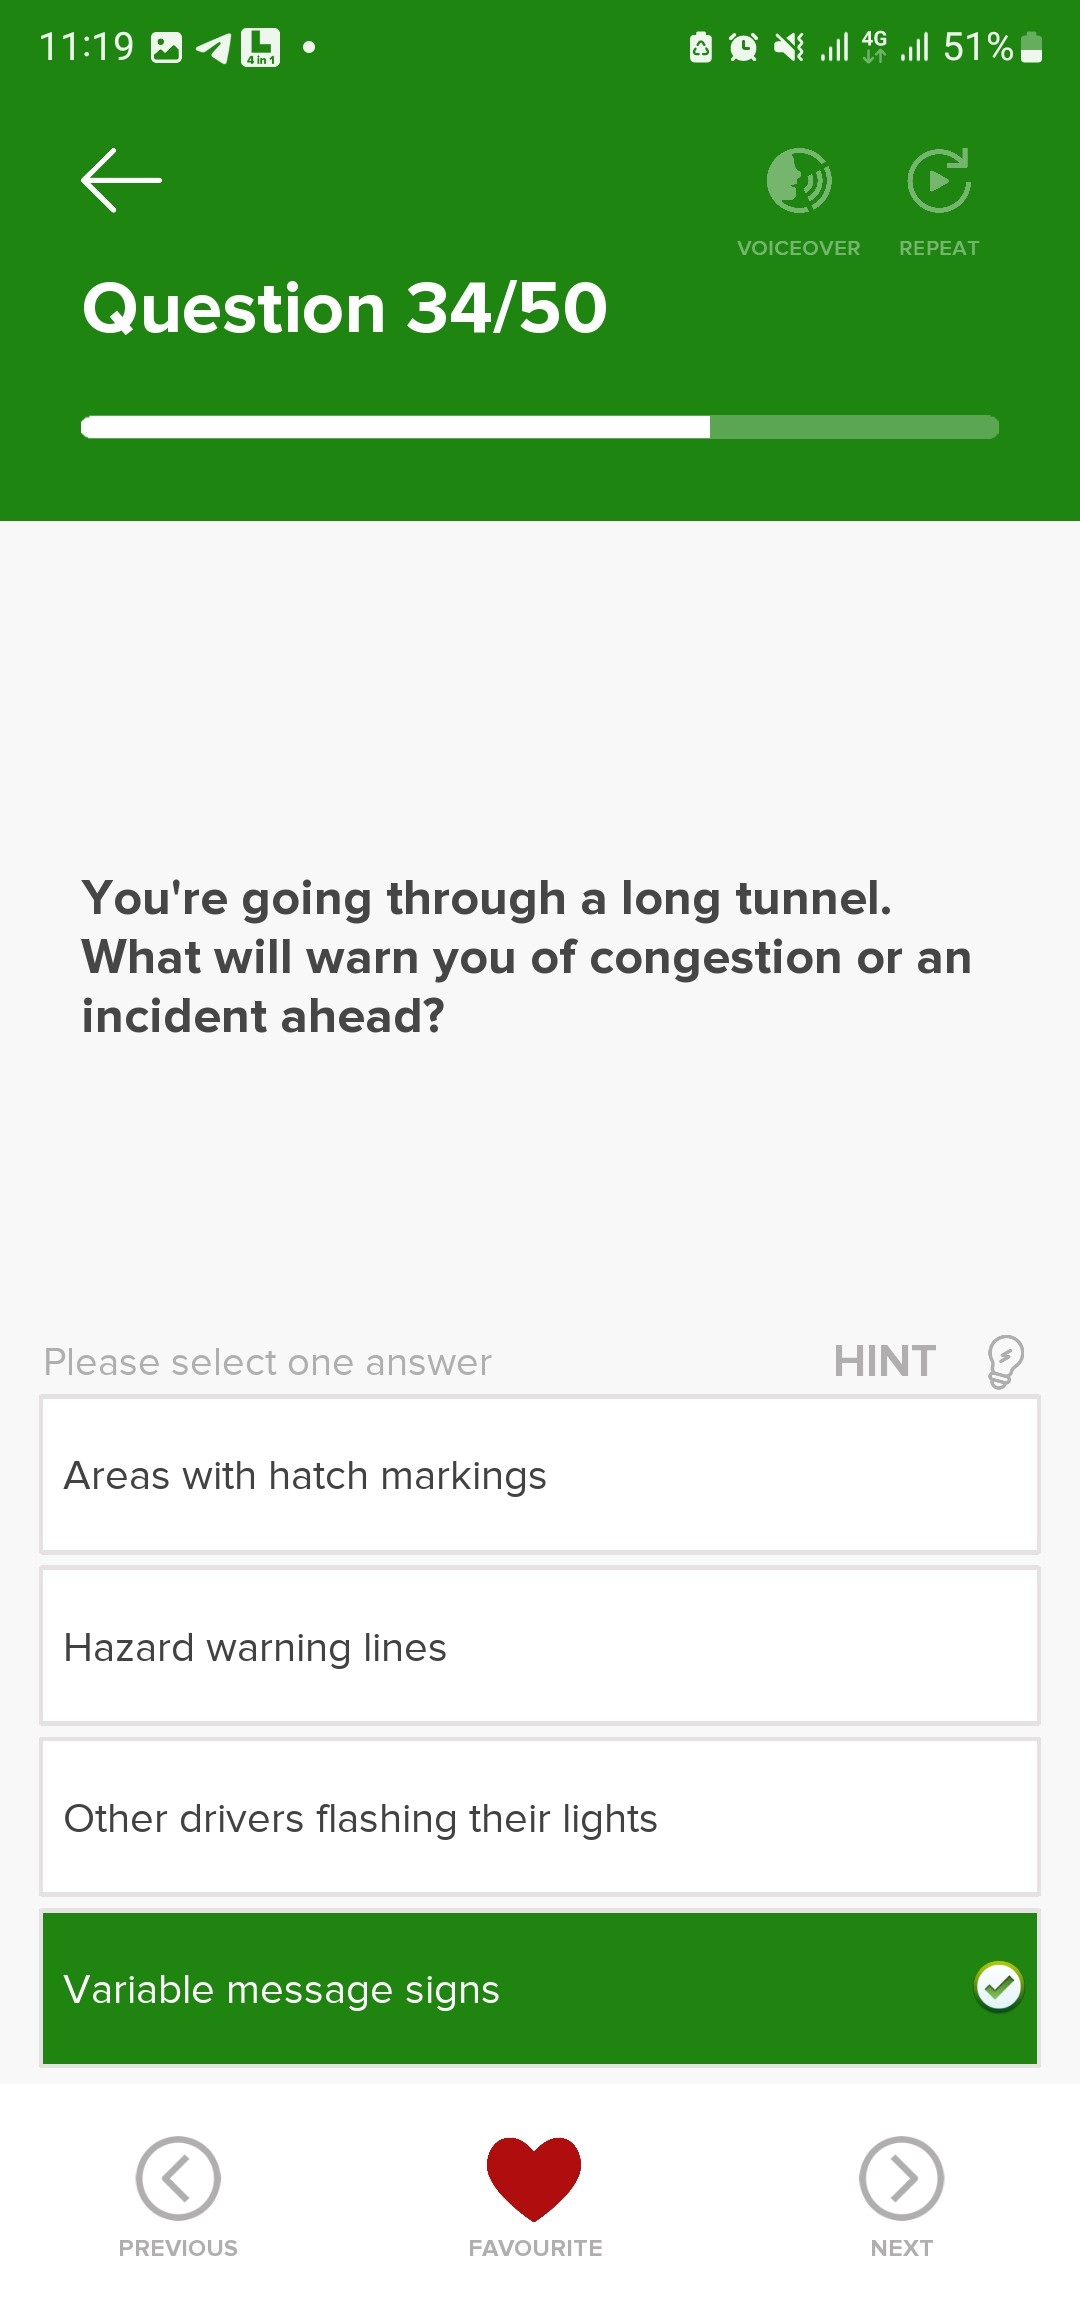 11:19
4 in 1
4G
51%
VOICEOVER
REPEAT
Question 34/50
You're going through a long tunnel.
What will warn you of congestion or an
incident ahead?
Please select one answer
HINT
Areas with hatch markings
Hazard warning lines
Other drivers flashing their lights
Variable message signs
PREVIOUS
FAVOURITE
NEXT